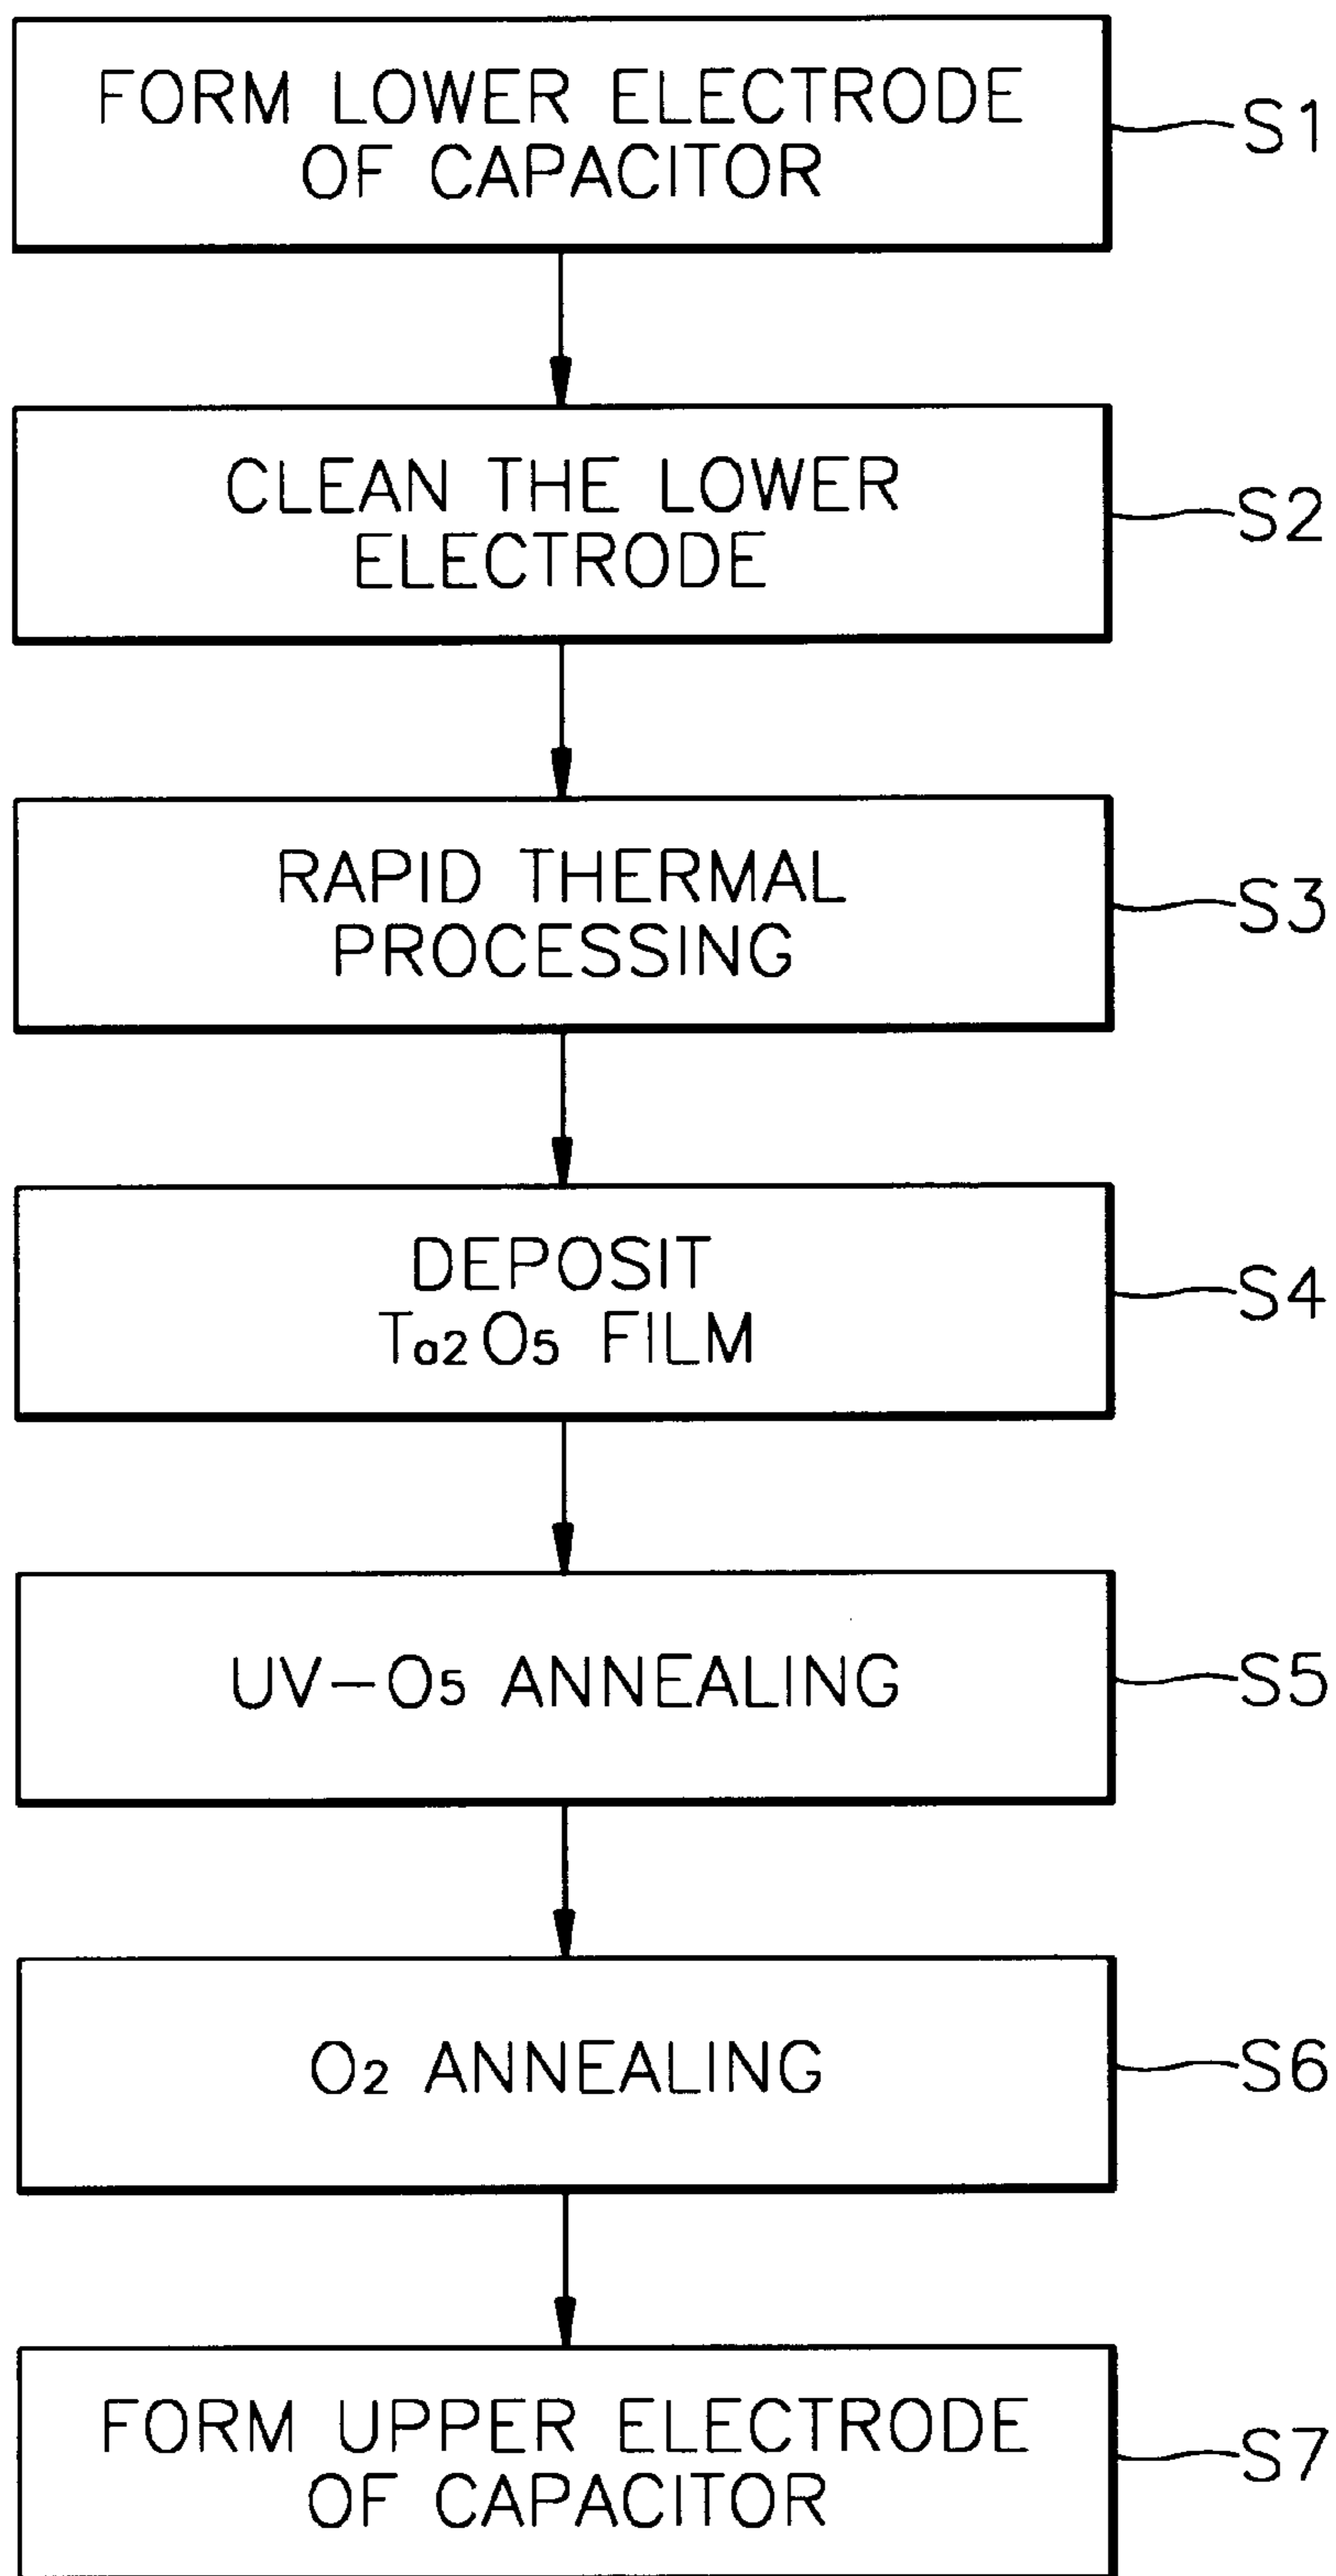 FORM LOWER ELECTRODE
OF CAPACITOR
S1
CLEAN THE LOWER
ELECTRODE
S2
RAPID THERMAL
PROCESSING
S3
DEPOSIT
Ta2O5 FILM
S4
UV-O5 ANNEALING
S5
O2 ANNEALING
S6
FORM UPPER ELECTRODE
OF CAPACITOR
S7